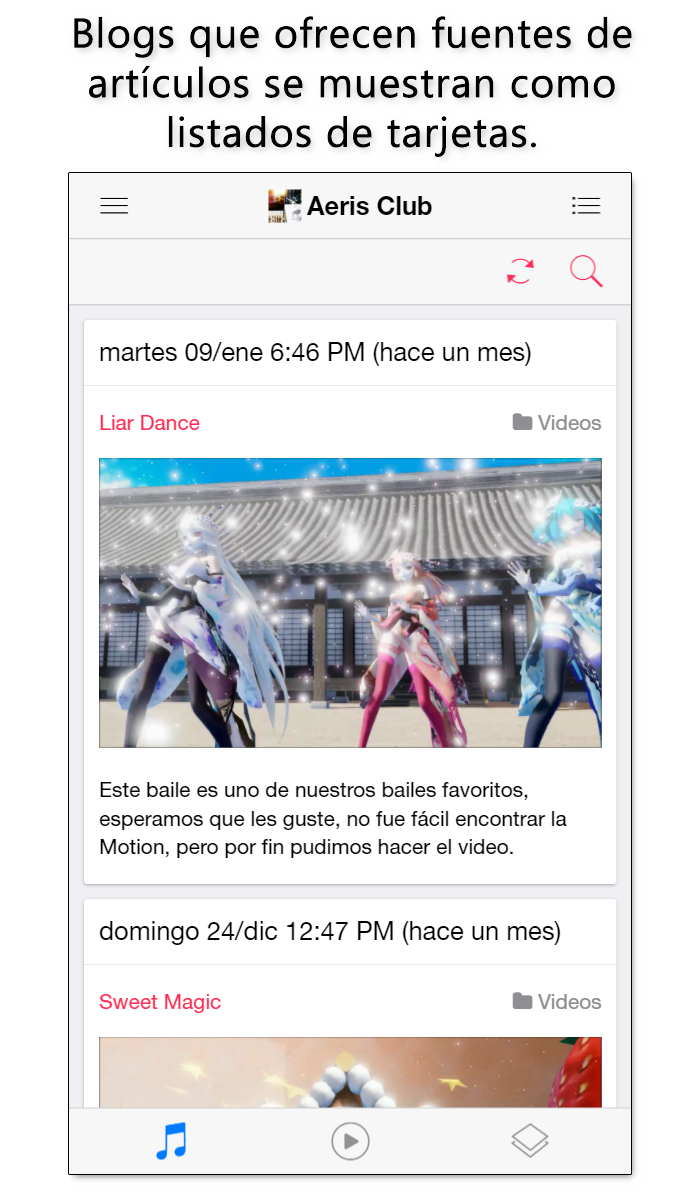 Blogs que ofrecen fuentes de
artículos se muestran como
listados de tarjetas.
Aeris Club
martes 09/ene 6:46 PM (hace un mes)
Liar Dance
Videos
Este baile es uno de nuestros bailes favoritos,
esperamos que les guste, no fue fácil encontrar la
Motion, pero por fin pudimos hacer el video.
domingo 24/dic 12:47 PM (hace un mes)
Sweet Magic
Videos